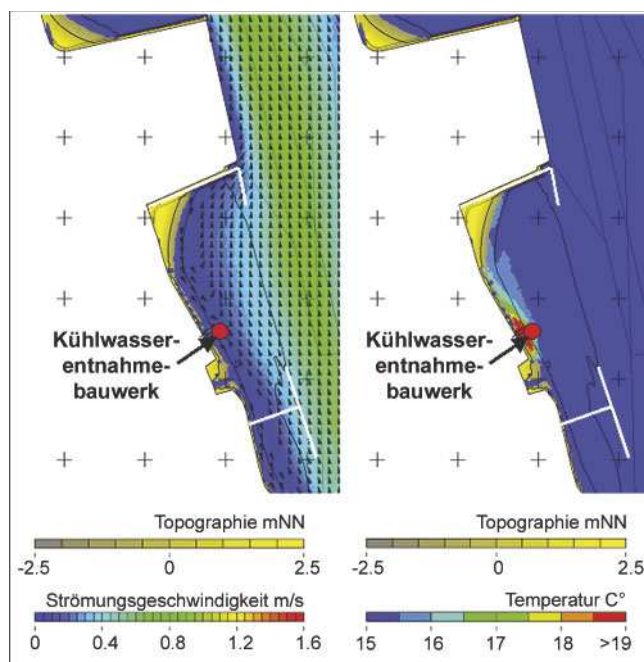 Kühlwasser-
entnahme-
bauwerk
Kühlwasser-
entnahme-
bauwerk
Topographie mNN
-2.5 0 2.5
Strömungsgeschwindigkeit m/s
0 0.4 0.8 1.2 1.6
Topographie mNN
-2.5 0 2.5
Temperatur C°
15 16 17 18 >19